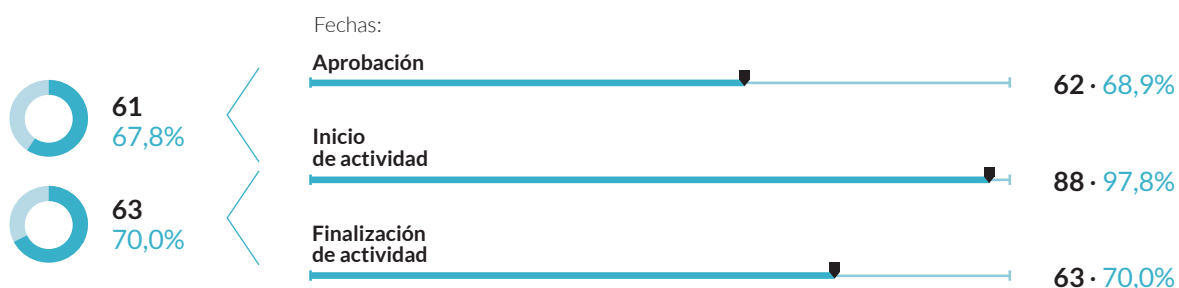 Fechas:
Aprobación
62 · 68,9%
61
67,8%
Inicio
de actividad
88 · 97,8%
63
70,0%
Finalización
de actividad
63 · 70,0%